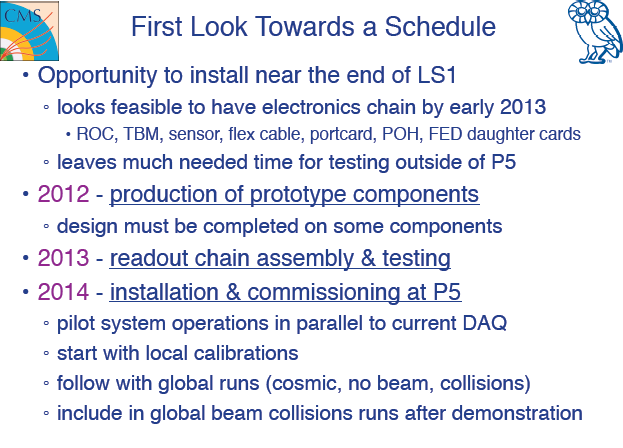 CMS
First Look Towards a Schedule
• Opportunity to install near the end of LS1
◦ looks feasible to have electronics chain by early 2013
• ROC, TBM, sensor, flex cable, portcard, POH, FED daughter cards
◦ leaves much needed time for testing outside of P5
• 2012 - production of prototype components
◦ design must be completed on some components
• 2013 - readout chain assembly & testing
• 2014 - installation & commissioning at P5
◦ pilot system operations in parallel to current DAQ
◦ start with local calibrations
◦ follow with global runs (cosmic, no beam, collisions)
◦ include in global beam collisions runs after demonstration